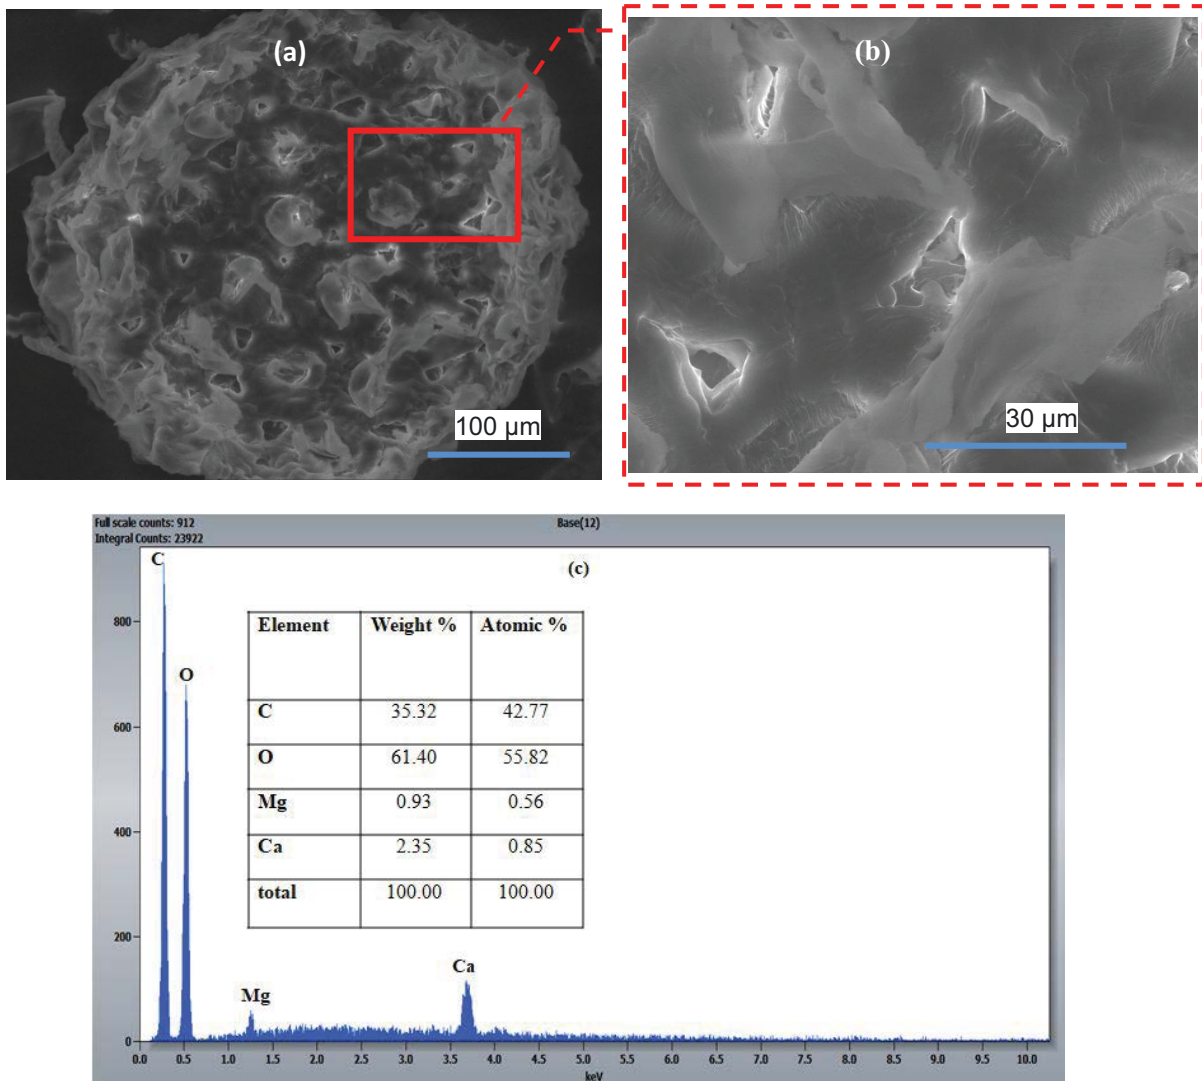 (a)
(b)
100 µm
30 µm
Full scale counts: 912
Base(12)
Integral Counts: 23922
C
(c)
800
Element Weight % Atomic %
O
C 35.32 42.77
600
O 61.40 55.82
Mg 0.93 0.56
400
Ca 2.35 0.85
total 100.00 100.00
200
Ca
Mg
0
0.0 0.5 1.0 1.5 2.0 2.5 3.0 3.5 4.0 4.5 5.0 5.5 6.0 6.5 7.0 7.5 8.0 8.5 9.0 9.5 10.0
keV